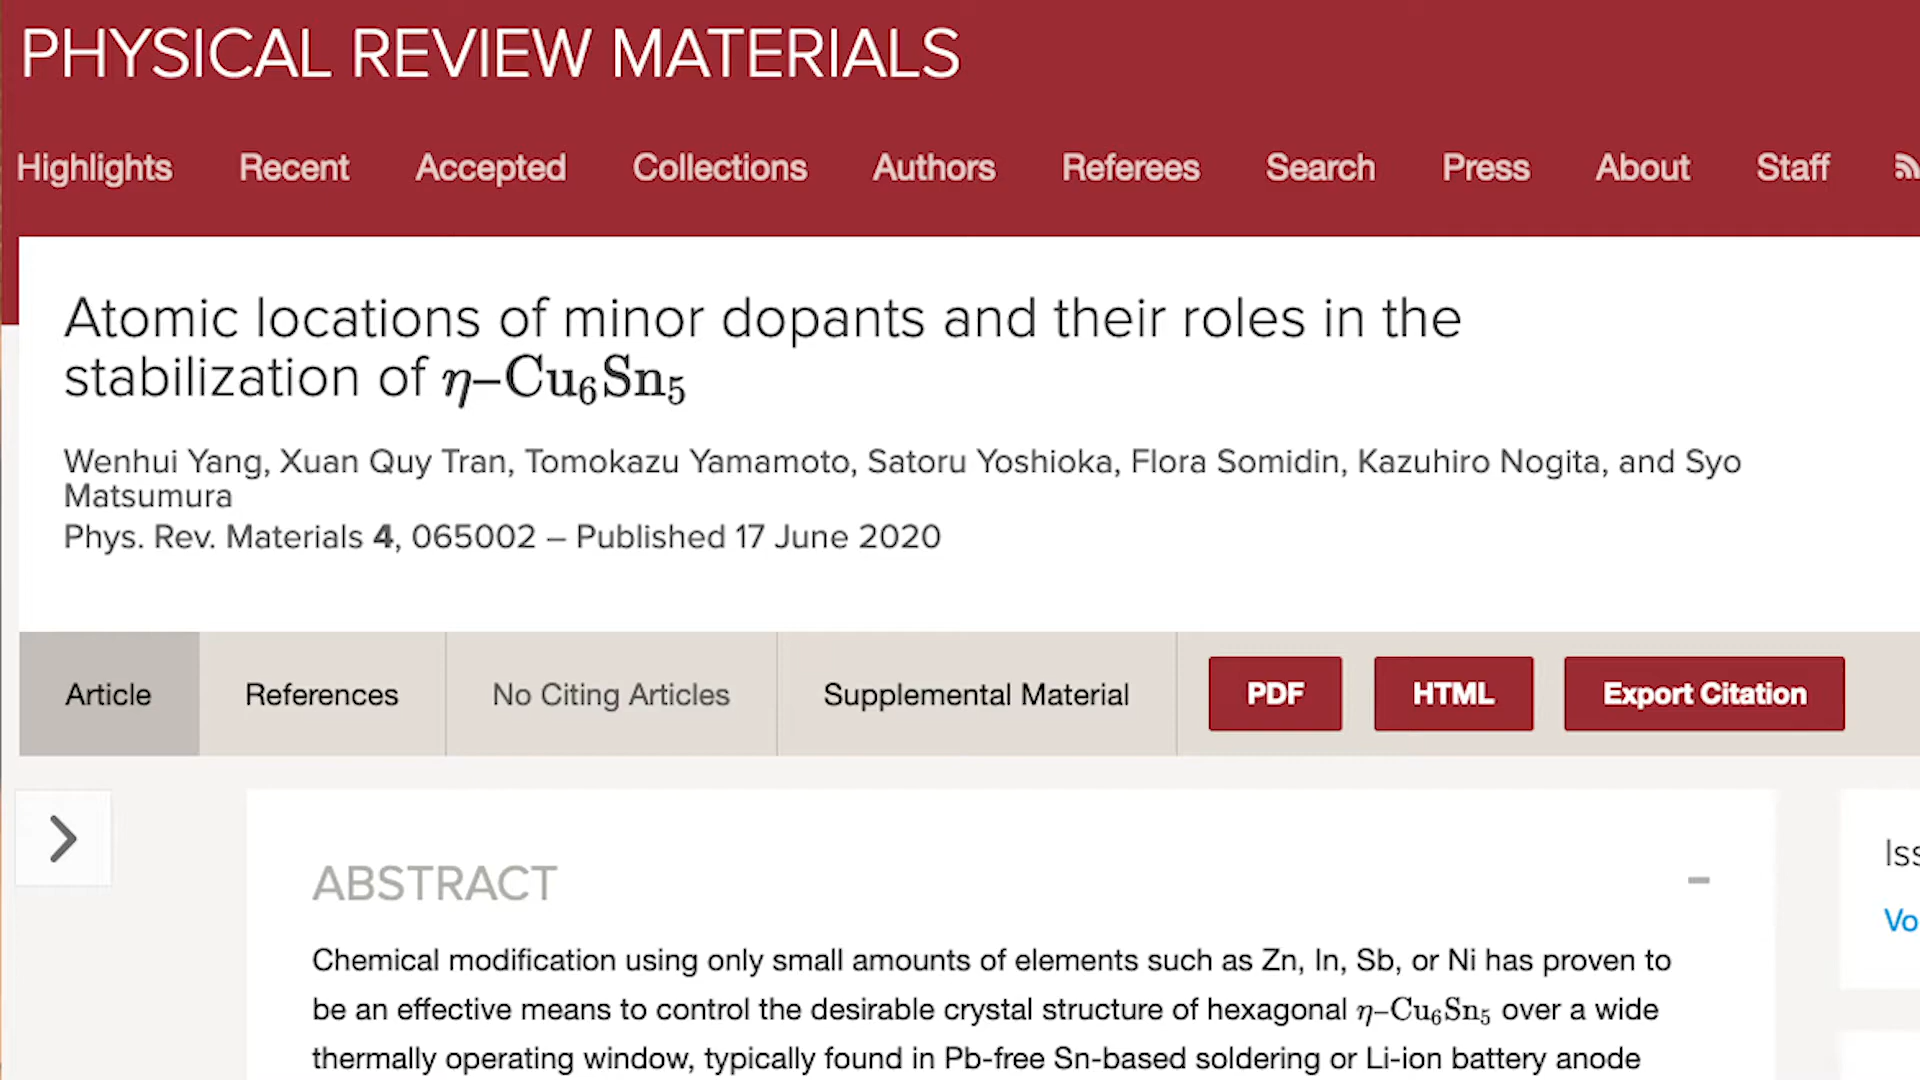 PHYSICAL REVIEW MATERIALS
Highlights Recent Accepted Collections Authors Referees Search Press About Staff
Atomic locations of minor dopants and their roles in the
stabilization of η–Cu₆Sn₅
Wenhui Yang, Xuan Quy Tran, Tomokazu Yamamoto, Satoru Yoshioka, Flora Somidin, Kazuhiro Nogita, and Syo
Matsumura
Phys. Rev. Materials 4, 065002 – Published 17 June 2020
Article References No Citing Articles Supplemental Material PDF HTML Export Citation
ABSTRACT
Chemical modification using only small amounts of elements such as Zn, In, Sb, or Ni has proven to
be an effective means to control the desirable crystal structure of hexagonal η–Cu₆Sn₅ over a wide
thermally operating window, typically found in Pb-free Sn-based soldering or Li-ion battery anode